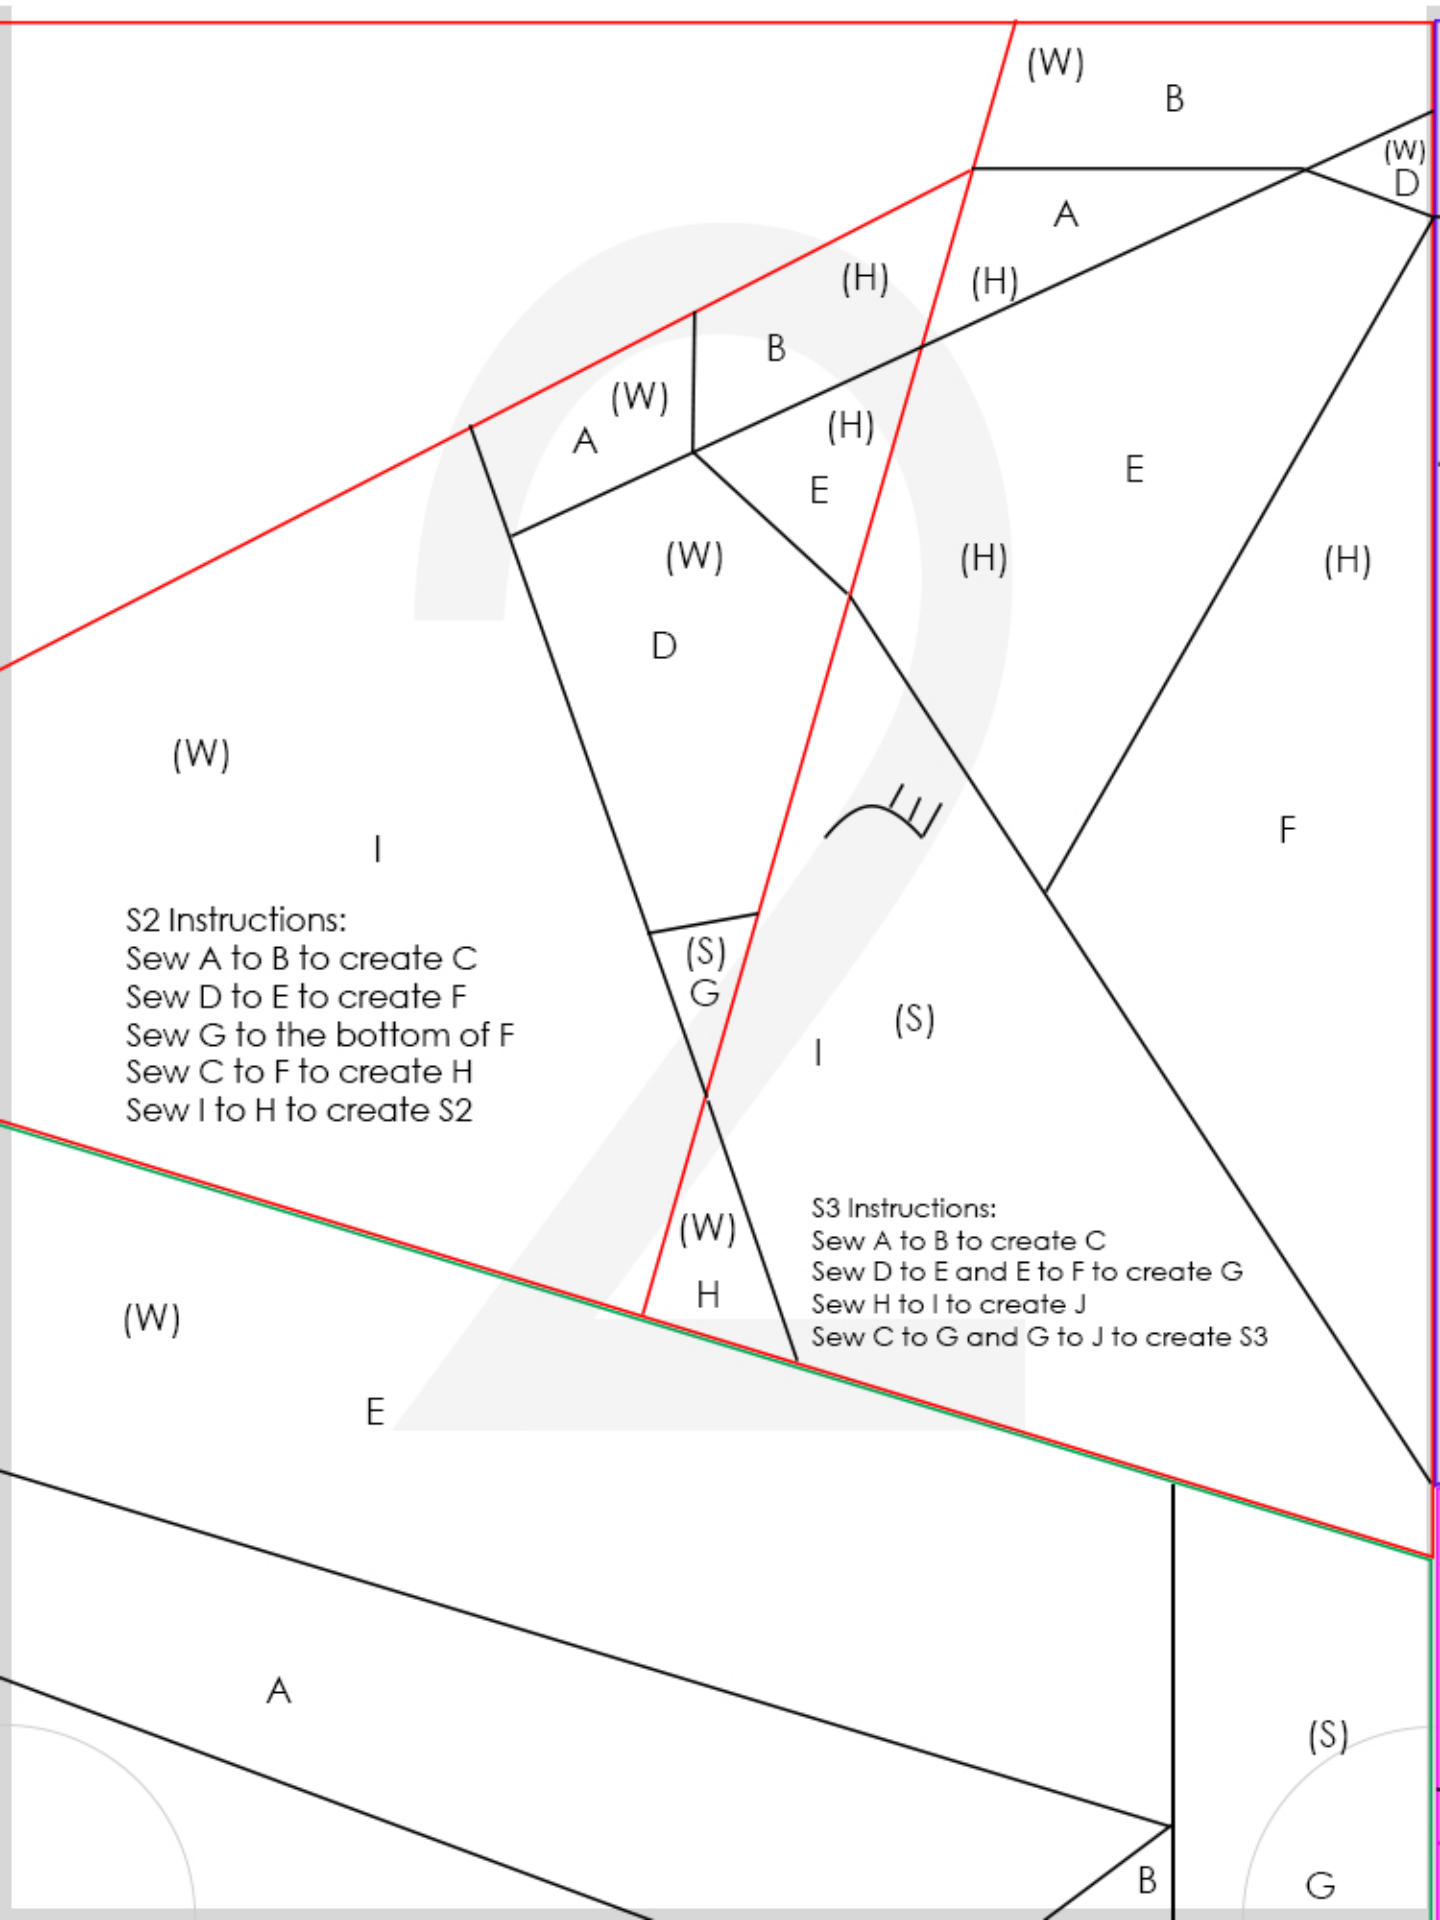 (W)
B
(W)
D
A
(H)
(H)
B
(W)
A
(H)
E
E
(W)
(H)
(H)
D
(W)
F
I
S2 Instructions:
Sew A to B to create C
Sew D to E to create F
Sew G to the bottom of F
Sew C to F to create H
Sew I to H to create S2
(S)
G
(S)
I
S3 Instructions:
Sew A to B to create C
Sew D to E and E to F to create G
Sew H to I to create J
Sew C to G and G to J to create S3
(W)
H
(W)
E
2
A
(S)
B
G